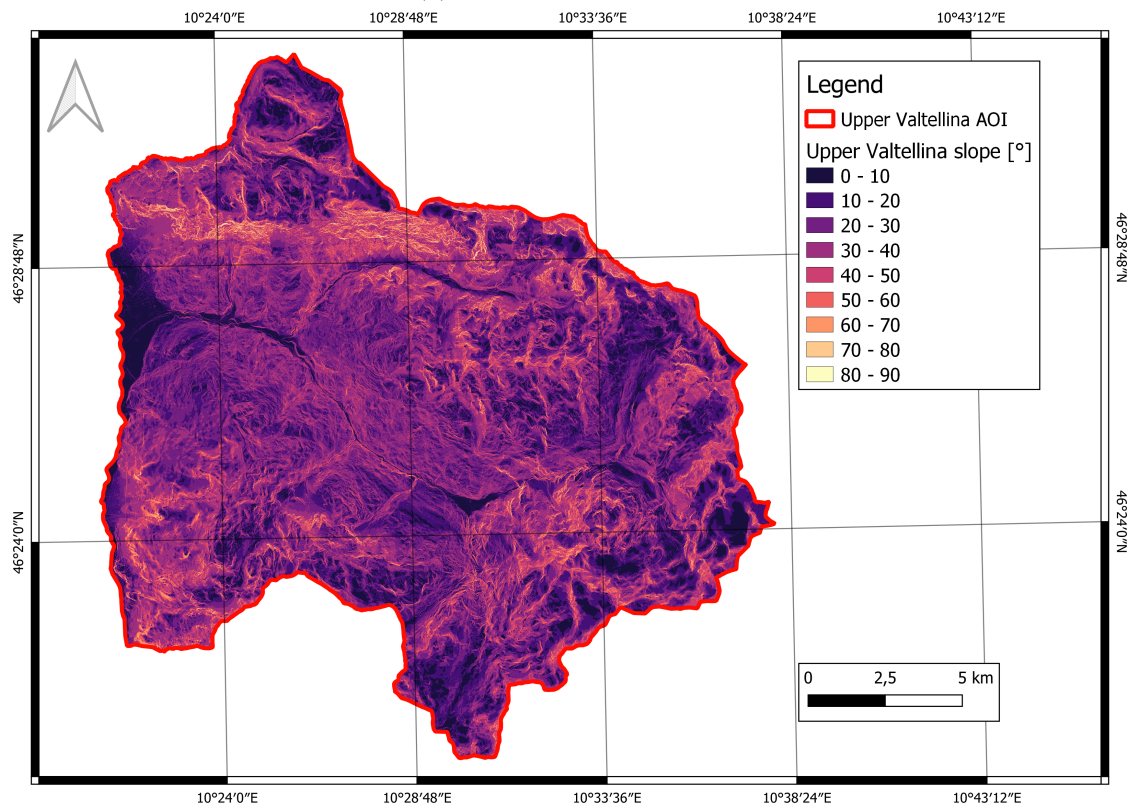 10°24′0″E 10°28′48″E 10°33′36″E 10°38′24″E 10°43′12″E
Legend
Upper Valtellina AOI
Upper Valtellina slope [°]
0 - 10
10 - 20
20 - 30
30 - 40
40 - 50
50 - 60
60 - 70
70 - 80
80 - 90
46°28′48″N
46°28′48″N
46°24′0″N
46°24′0″N
0 2,5 5 km
10°24′0″E 10°28′48″E 10°33′36″E 10°38′24″E 10°43′12″E